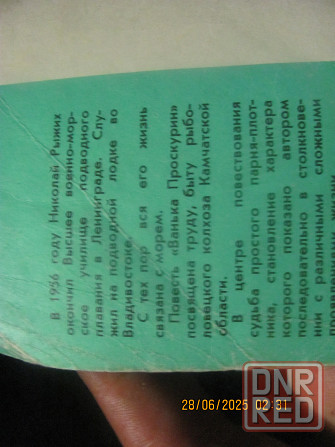 В 1956 году Николай Рыжих
окончил Высшее военно-мор-
ское училище подводного
плавания в Ленинграде. Слу-
жил на подводной лодке во
Владивостоке.
С тех пор вся его жизнь
связана с морем.
Повесть «Ванька Проскурин»
посвящена труду, быту рыбо-
ловецкого колхоза Камчатской
области.
В центре повествования
судьба простого парня-плот-
ника, становление характера
которого показано автором
последовательно в столкнове-
нии с различными сложными
28/06/2025 02:31
DNR
RED